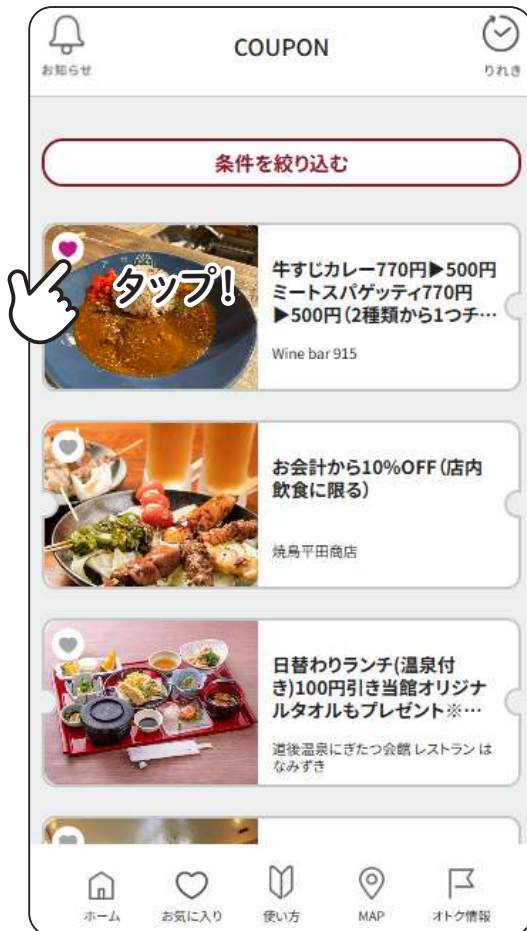 COUPON
お知らせ
りれき
条件を絞り込む
タップ！
牛すじカレー770円▶500円
ミートスパゲッティ770円
▶500円(2種類から1つチ…
Wine bar 915
お会計から10%OFF(店内
飲食に限る)
焼鳥平田商店
日替わりランチ(温泉付
き)100円引き当館オリジナ
ルタオルもプレゼント※…
道後温泉にぎたつ会館 レストラン は
なみずき
ホーム
お気に入り
使い方
MAP
オトク情報